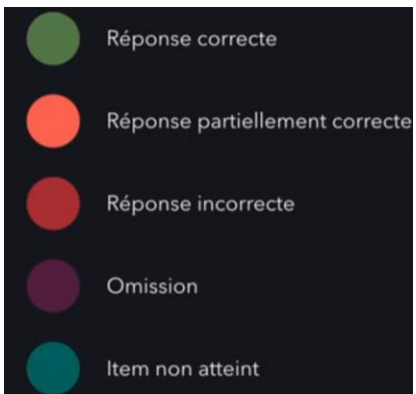 Réponse correcte
Réponse partiellement correcte
Réponse incorrecte
Omission
Item non atteint